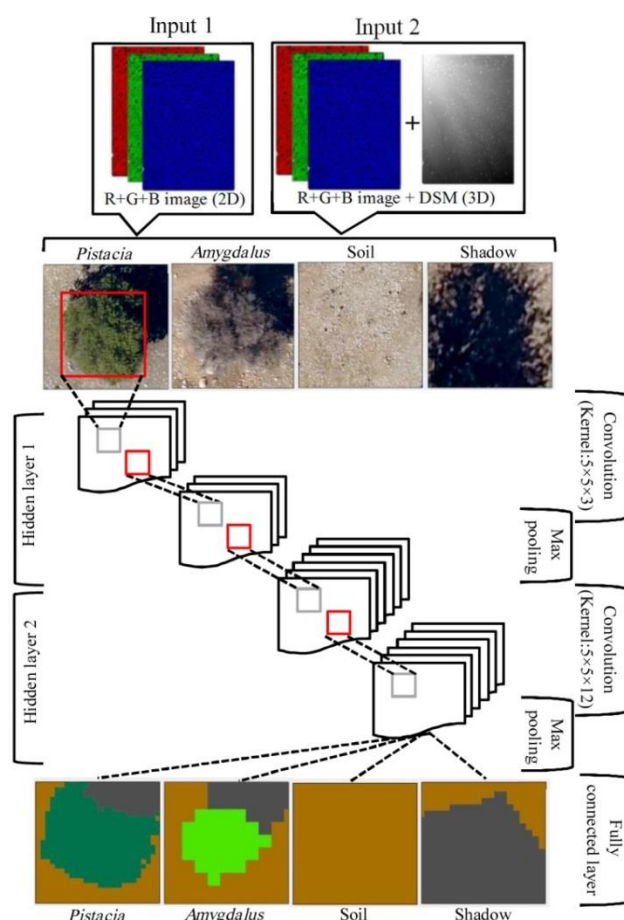 Input 1
Input 2
+
R+G+B image (2D)
R+G+B image + DSM (3D)
Pistacia
Amygdalus
Soil
Shadow
Hidden layer 1
Convolution
(Kernel:5×5×3)
Max
pooling
Hidden layer 2
Convolution
(Kernel:5×5×12)
Max
pooling
Fully
connected layer
Pistacia
Amygdalus
Soil
Shadow